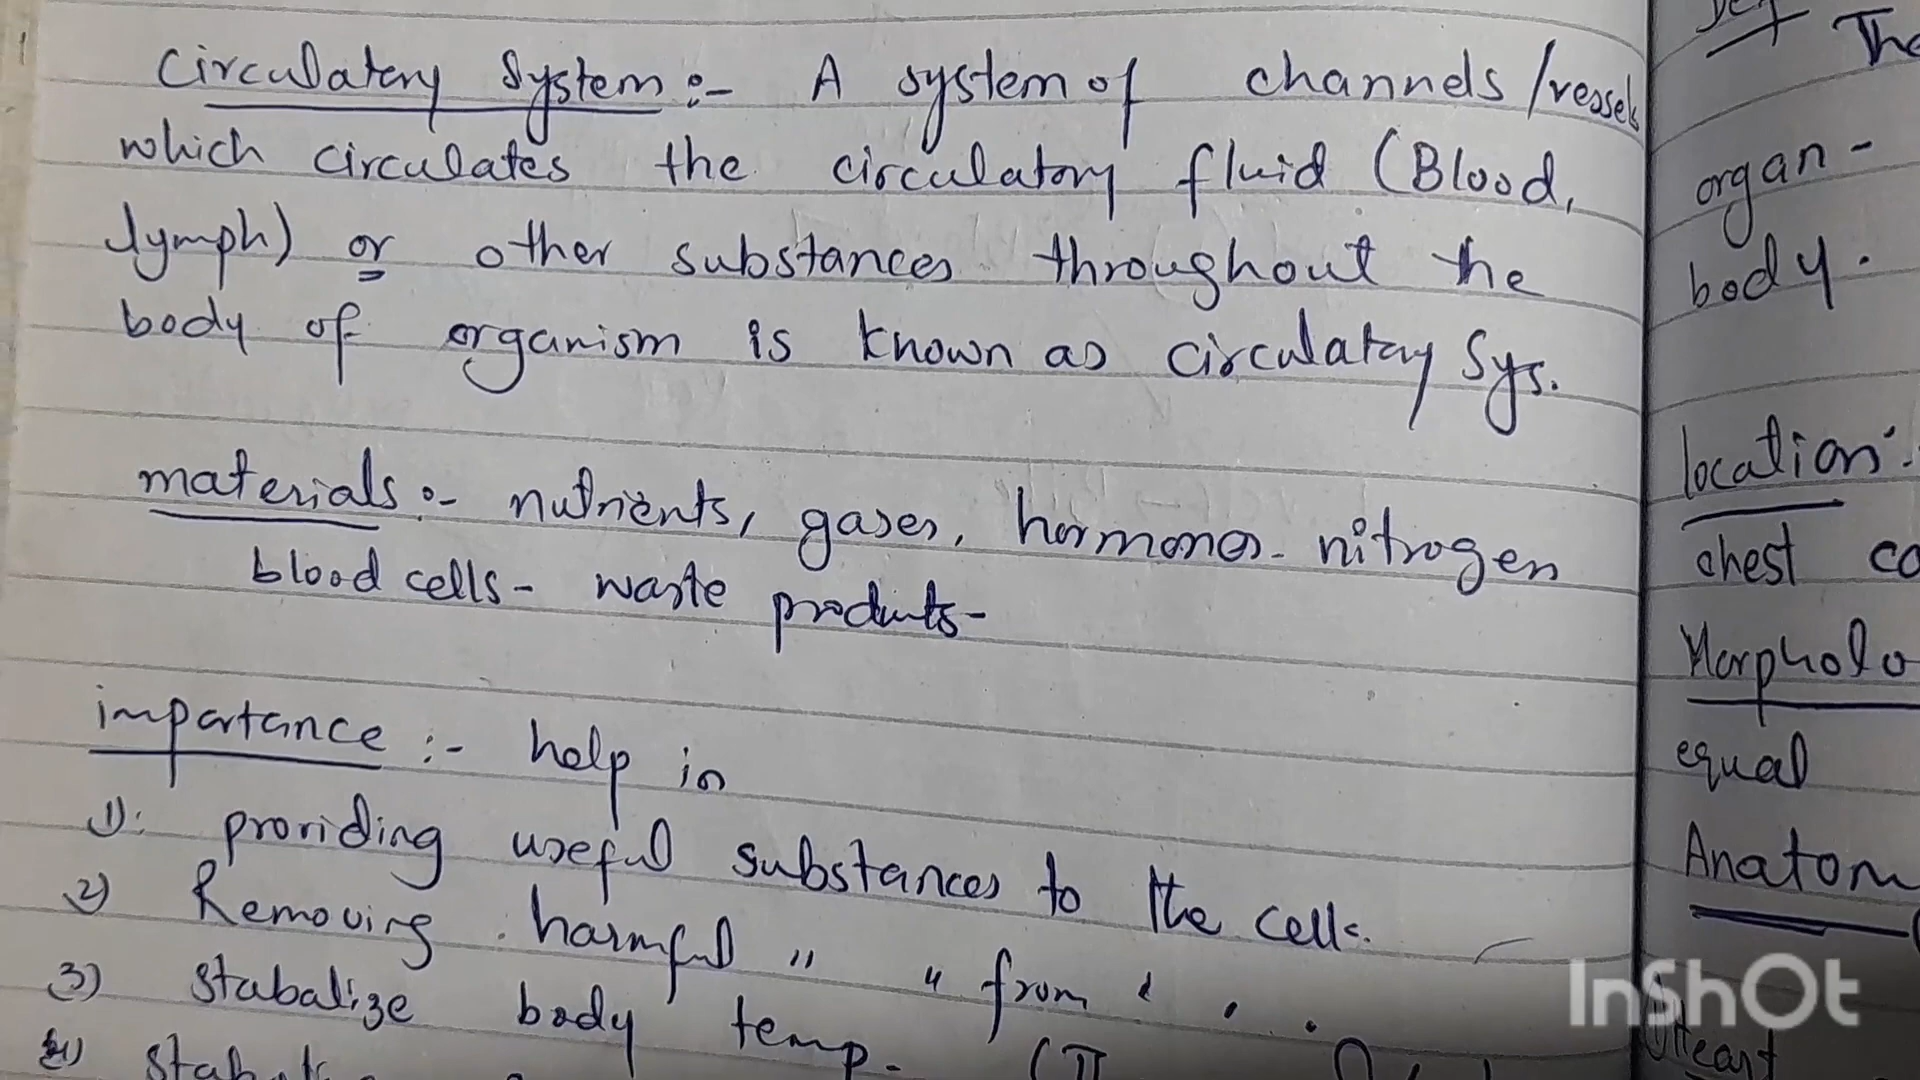 Circulatory System :- A system of channels/vessels
which circulates the circulatory fluid (Blood,
lymph) or other substances throughout the
body of organism is known as circulatory Sys.
materials :- nutrients, gases, hormones - nitrogen
blood cells - waste products -
importance :- help in
1). providing useful substances to the cells.
2) Removing harmful " " from
3) stabalize body temp.
4)
The
organ -
body.
location:
chest
Morpholo
equal
Anatom
Heart
InShOt